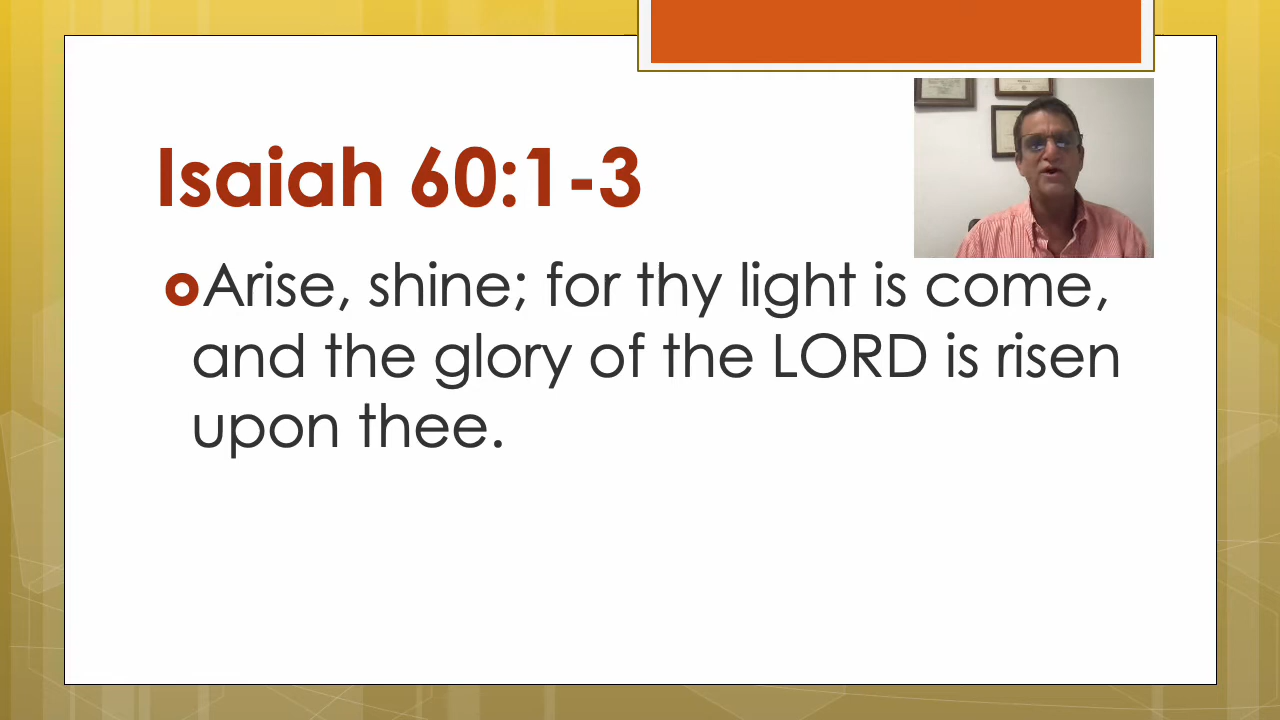 Isaiah 60:1-3
Arise, shine; for thy light is come,
and the glory of the LORD is risen
upon thee.